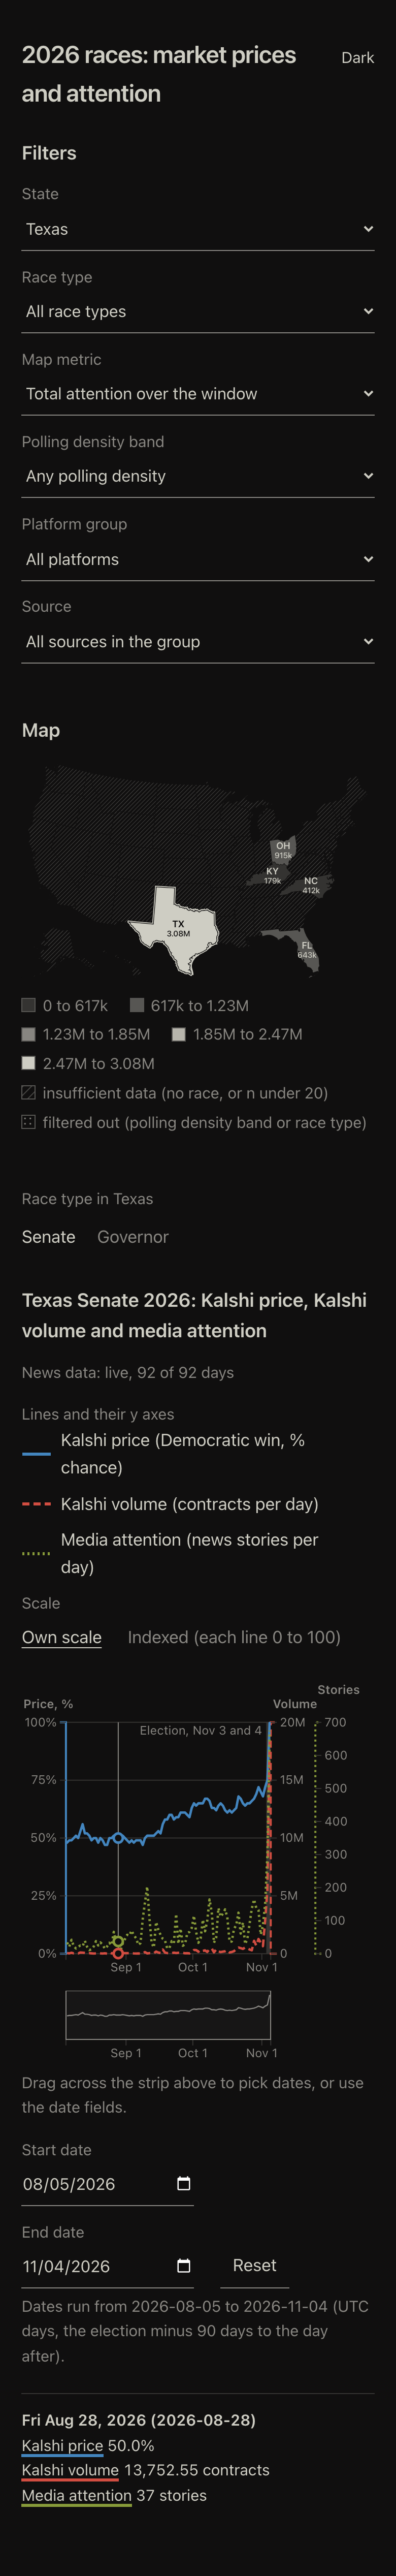 2026 races: market prices
and attention
Dark
Filters
State
Texas
Race type
All race types
Map metric
Total attention over the window
Polling density band
Any polling density
Platform group
All platforms
Source
All sources in the group
Map
OH
915k
KY
179k
NC
412k
TX
3.08M
FL
643k
0 to 617k
617k to 1.23M
1.23M to 1.85M
1.85M to 2.47M
2.47M to 3.08M
insufficient data (no race, or n under 20)
filtered out (polling density band or race type)
Race type in Texas
Senate Governor
Texas Senate 2026: Kalshi price, Kalshi
volume and media attention
News data: live, 92 of 92 days
Lines and their y axes
Kalshi price (Democratic win, %
chance)
Kalshi volume (contracts per day)
Media attention (news stories per
day)
Scale
Own scale Indexed (each line 0 to 100)
Stories
Price, % Volume
100% 20M 700
Election, Nov 3 and 4
600
75% 15M 500
400
50% 10M
300
25% 5M 200
100
0% 0 0
Sep 1 Oct 1 Nov 1
Sep 1 Oct 1 Nov 1
Drag across the strip above to pick dates, or use
the date fields.
Start date
08/05/2026
End date
11/04/2026 Reset
Dates run from 2026-08-05 to 2026-11-04 (UTC
days, the election minus 90 days to the day
after).
Fri Aug 28, 2026 (2026-08-28)
Kalshi price 50.0%
Kalshi volume 13,752.55 contracts
Media attention 37 stories